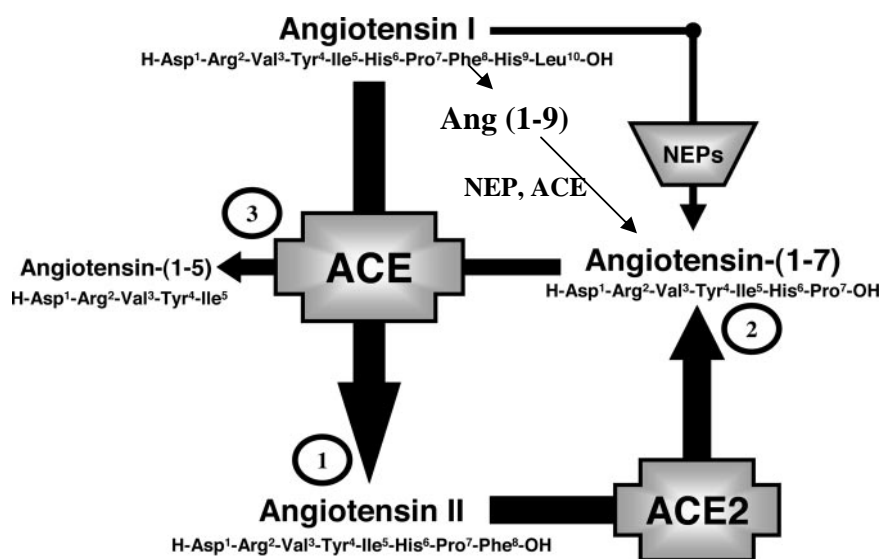 Angiotensin I
H-Asp¹-Arg²-Val³-Tyr⁴-Ile⁵-His⁶-Pro⁷-Phe⁸-His⁹-Leu¹⁰-OH
Ang (1-9)
NEPs
NEP, ACE
3
ACE
Angiotensin-(1-5)
H-Asp¹-Arg²-Val³-Tyr⁴-Ile⁵
Angiotensin-(1-7)
H-Asp¹-Arg²-Val³-Tyr⁴-Ile⁵-His⁶-Pro⁷-OH
2
1
Angiotensin II
H-Asp¹-Arg²-Val³-Tyr⁴-Ile⁵-His⁶-Pro⁷-Phe⁸-OH
ACE2